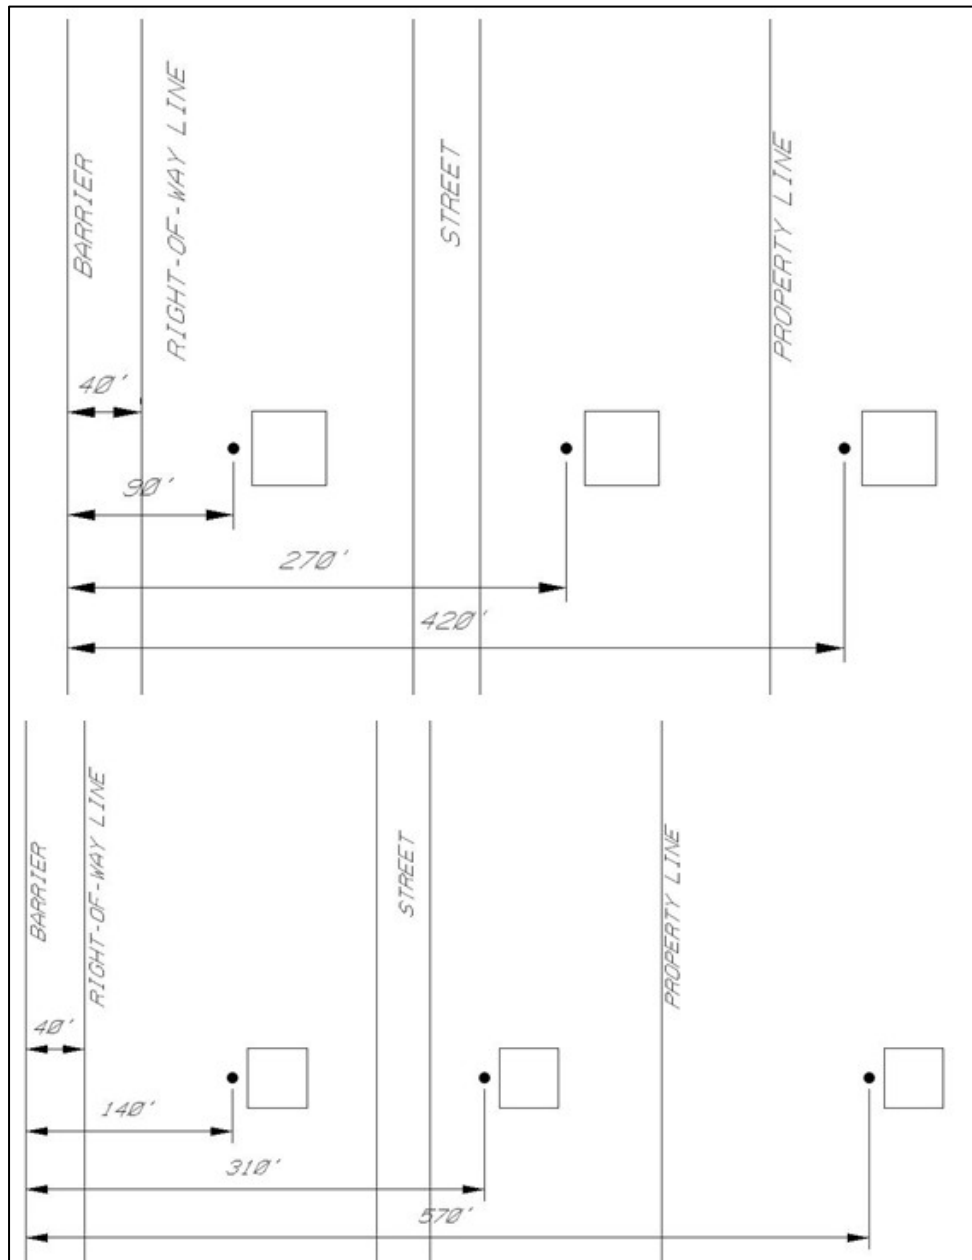 BARRIER
RIGHT-OF-WAY LINE
STREET
PROPERTY LINE
40'
90'
270'
420'
BARRIER
RIGHT-OF-WAY LINE
STREET
PROPERTY LINE
40'
140'
310'
570'